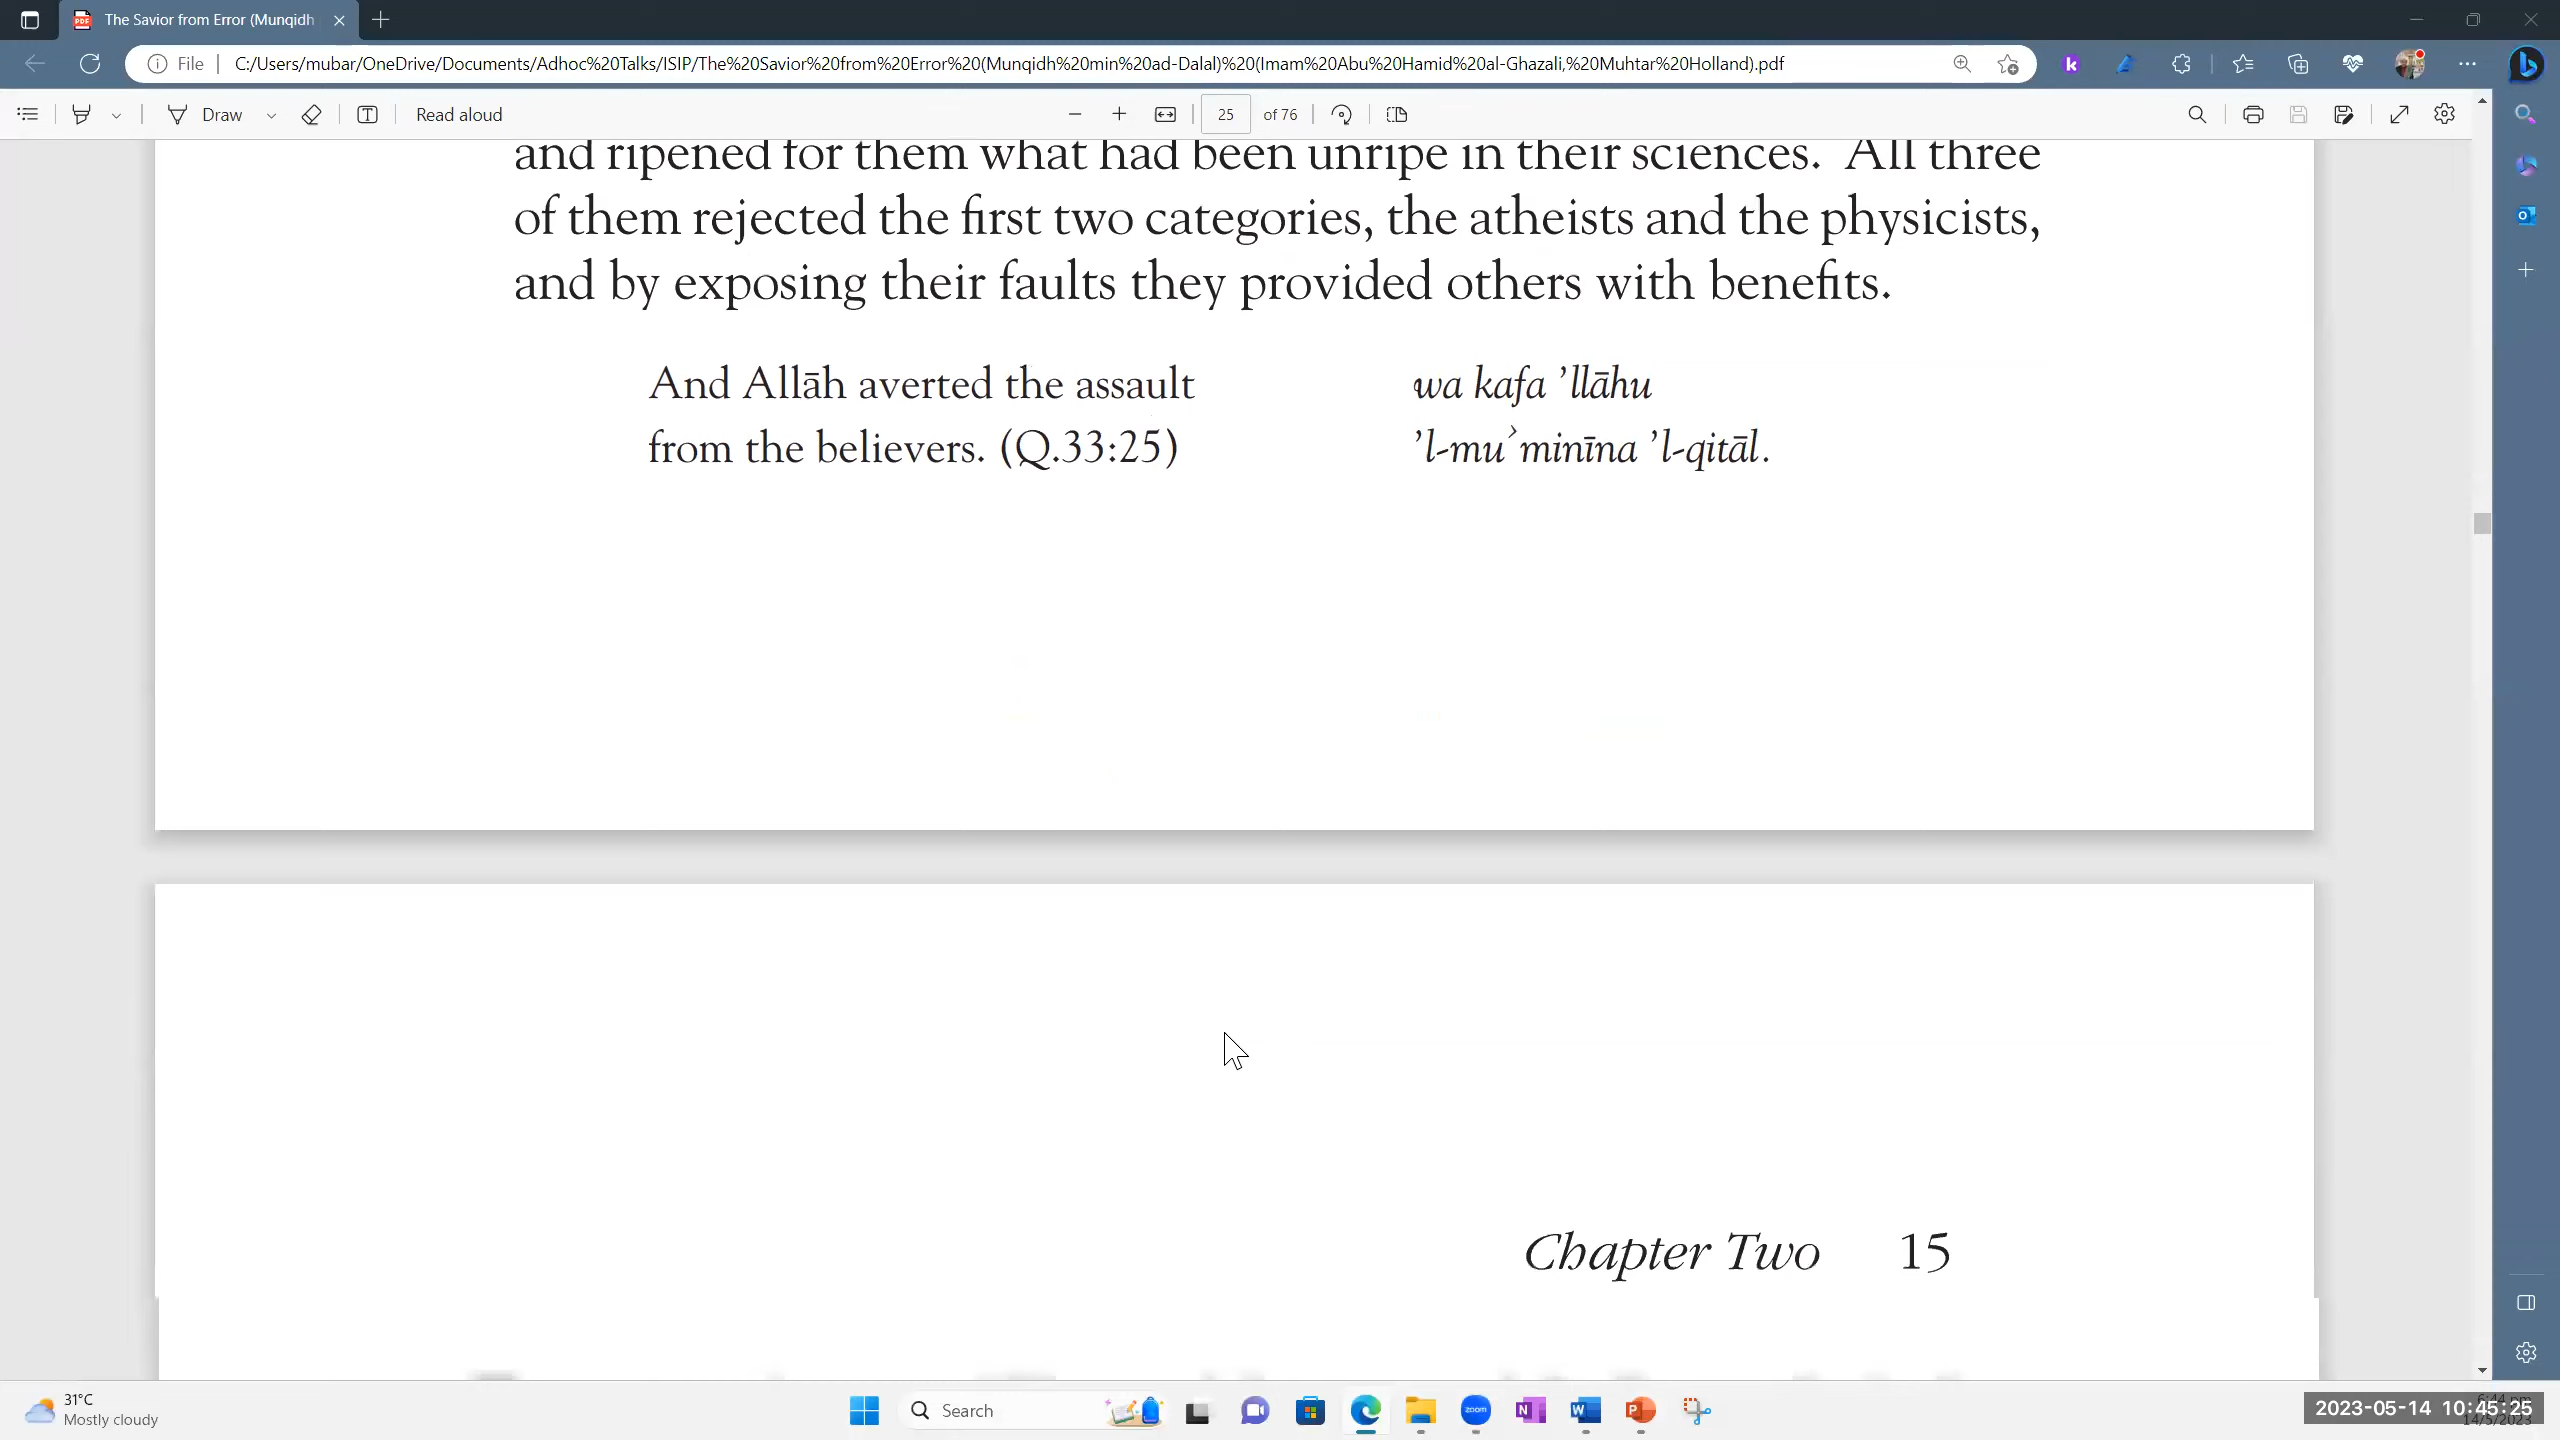 The Savior from Error (Munqidh
File
C:/Users/mubar/OneDrive/Documents/Adhoc%20Talks/ISIP/The%20Savior%20from%20Error%20(Munqidh%20min%20ad-Dalal)%20(Imam%20Abu%20Hamid%20al-Ghazali,%20Muhtar%20Holland).pdf
Draw
Read aloud
25 of 76
and ripened for them what had been unripe in their sciences. All three
of them rejected the first two categories, the atheists and the physicists,
and by exposing their faults they provided others with benefits.
And Allāh averted the assault wa kafa ’llāhu
from the believers. (Q.33:25) ’l-mu᾿minīna ’l-qitāl.
Chapter Two 15
31°C
Mostly cloudy
Search
zoom
2023-05-14 10:45:25